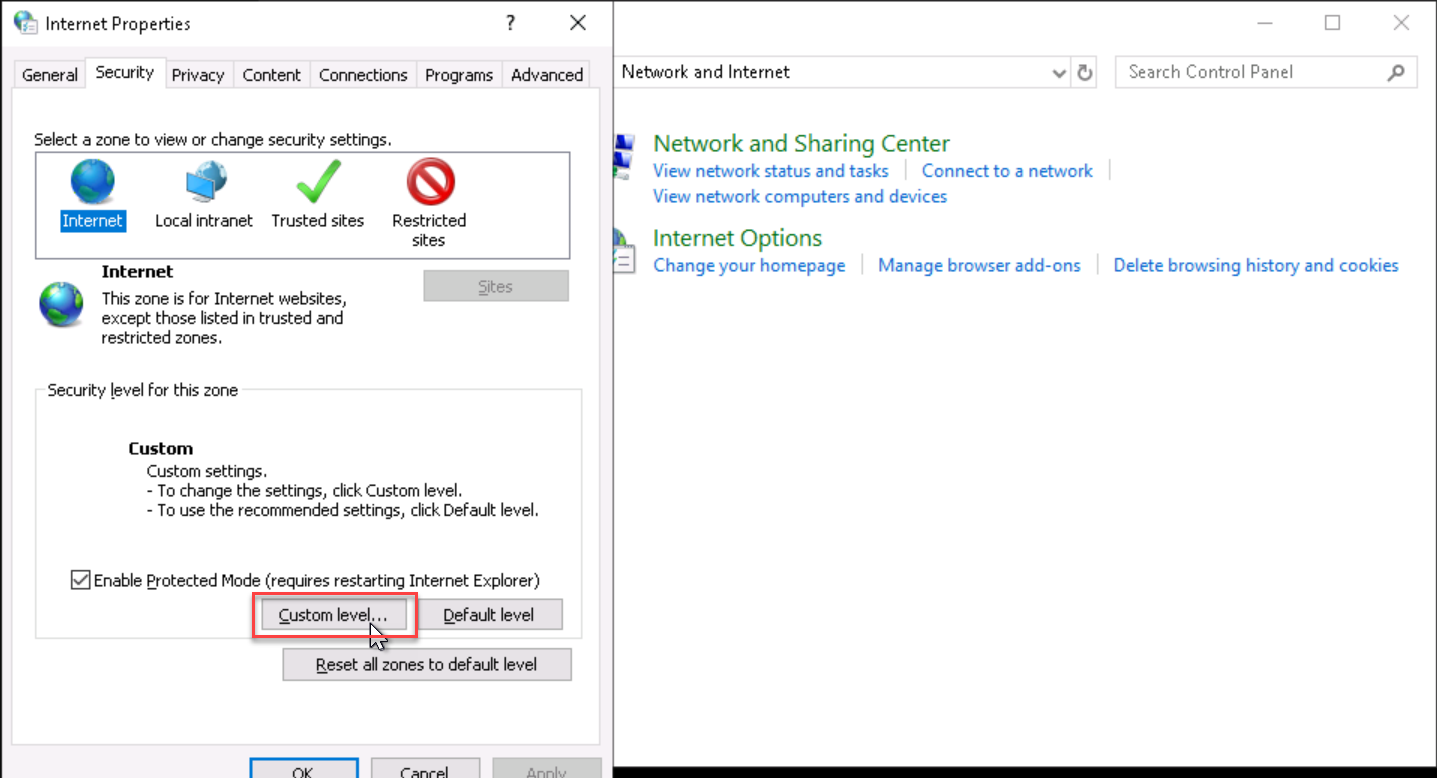 Internet Properties
?
General Security Privacy Content Connections Programs Advanced
Select a zone to view or change security settings.
Internet
Local intranet
Trusted sites
Restricted
sites
Internet
This zone is for Internet websites,
except those listed in trusted and
restricted zones.
Sites
Security level for this zone
Custom
Custom settings.
- To change the settings, click Custom level.
- To use the recommended settings, click Default level.
Enable Protected Mode (requires restarting Internet Explorer)
Custom level...
Default level
Reset all zones to default level
OK
Cancel
Apply
Network and Internet
Search Control Panel
Network and Sharing Center
View network status and tasks
Connect to a network
View network computers and devices
Internet Options
Change your homepage
Manage browser add-ons
Delete browsing history and cookies